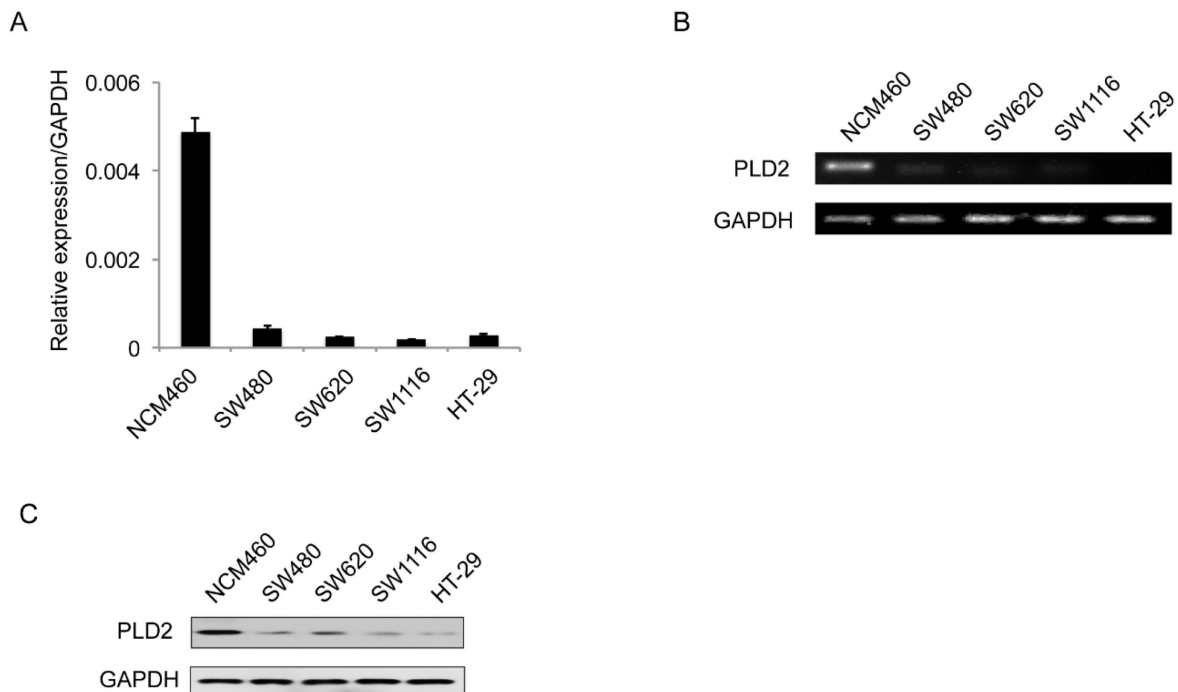 A
Relative expression/GAPDH
0.006
0.004
0.002
0
NCM460
SW480
SW620
SW1116
HT-29
B
NCM460
SW480
SW620
SW1116
HT-29
PLD2
GAPDH
C
NCM460
SW480
SW620
SW1116
HT-29
PLD2
GAPDH